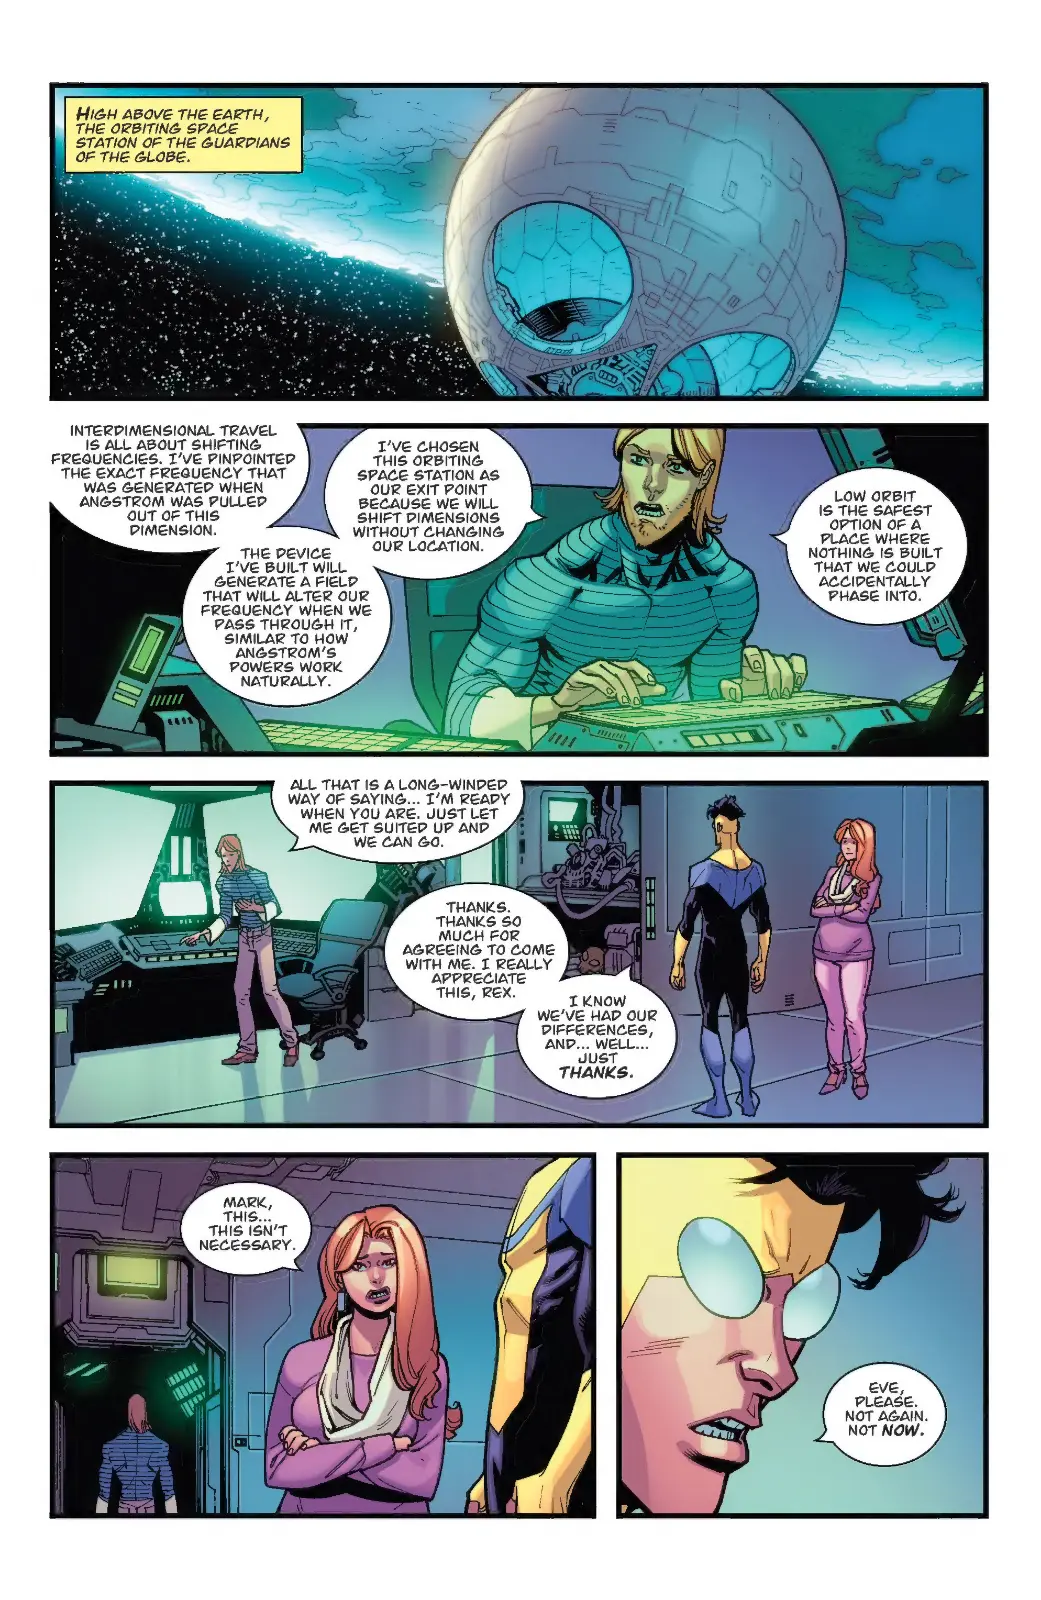 HIGH ABOVE THE EARTH,
THE ORBITING SPACE
STATION OF THE GUARDIANS
OF THE GLOBE.
INTERDIMENSIONAL TRAVEL
IS ALL ABOUT SHIFTING
FREQUENCIES. I'VE PINPOINTED
THE EXACT FREQUENCY THAT
WAS GENERATED WHEN
ANGSTROM WAS PULLED
OUT OF THIS
DIMENSION.
THE DEVICE
I'VE BUILT WILL
GENERATE A FIELD
THAT WILL ALTER OUR
FREQUENCY WHEN WE
PASS THROUGH IT,
SIMILAR TO HOW
ANGSTROM'S
POWERS WORK
NATURALLY.
I'VE CHOSEN
THIS ORBITING
SPACE STATION AS
OUR EXIT POINT
BECAUSE WE WILL
SHIFT DIMENSIONS
WITHOUT CHANGING
OUR LOCATION.
LOW ORBIT
IS THE SAFEST
OPTION OF A
PLACE WHERE
NOTHING IS BUILT
THAT WE COULD
ACCIDENTALLY
PHASE INTO.
ALL THAT IS A LONG-WINDED
WAY OF SAYING... I'M READY
WHEN YOU ARE. JUST LET
ME GET SUITED UP AND
WE CAN GO.
THANKS.
THANKS SO
MUCH FOR
AGREEING TO COME
WITH ME. I REALLY
APPRECIATE
THIS, REX.
I KNOW
WE'VE HAD OUR
DIFFERENCES,
AND... WELL...
JUST
THANKS.
MARK,
THIS...
THIS ISN'T
NECESSARY.
EVE,
PLEASE.
NOT AGAIN.
NOT NOW.